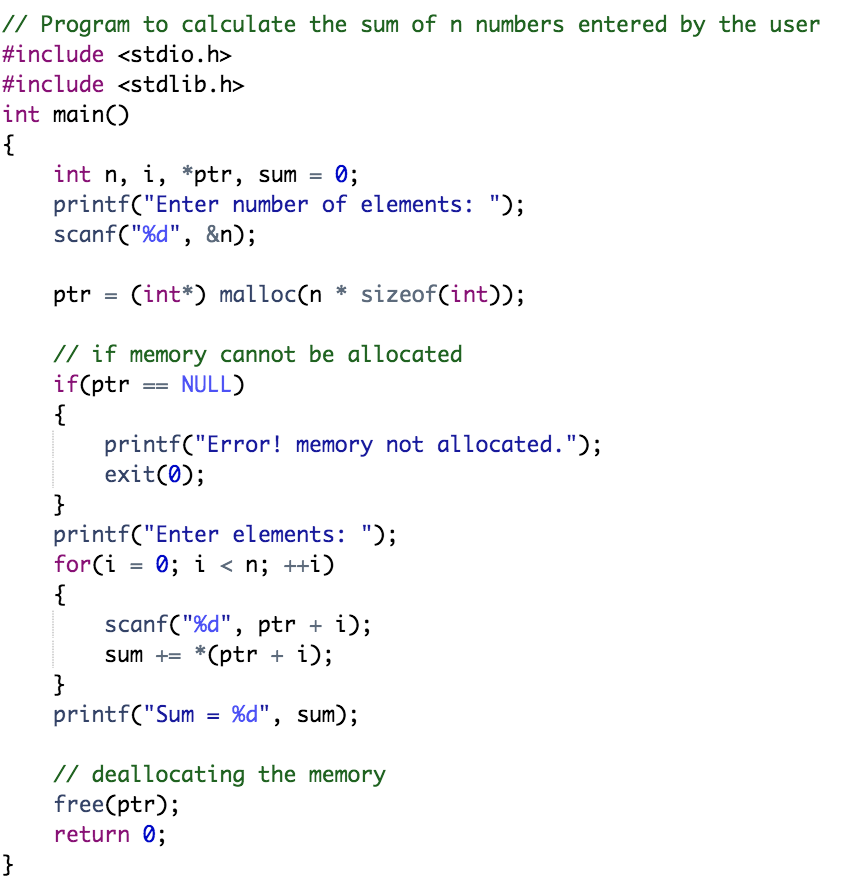 // Program to calculate the sum of n numbers entered by the user
#include <stdio.h>
#include <stdlib.h>
int main()
{
    int n, i, *ptr, sum = 0;
    printf("Enter number of elements: ");
    scanf("%d", &n);

    ptr = (int*) malloc(n * sizeof(int));

    // if memory cannot be allocated
    if(ptr == NULL)
    {
        printf("Error! memory not allocated.");
        exit(0);
    }
    printf("Enter elements: ");
    for(i = 0; i < n; ++i)
    {
        scanf("%d", ptr + i);
        sum += *(ptr + i);
    }
    printf("Sum = %d", sum);

    // deallocating the memory
    free(ptr);
    return 0;
}